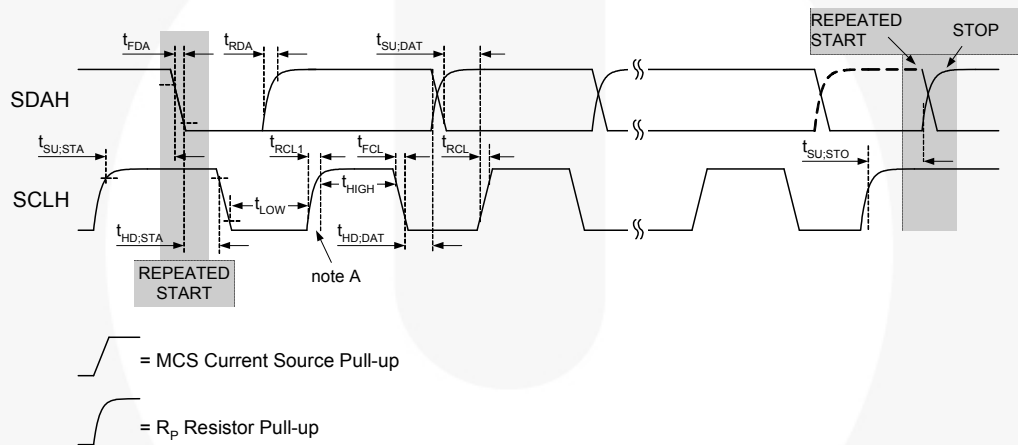 REPEATED
START
STOP
tFDA
tRDA
tSU;DAT
SDAH
tSU;STA
tRCL1
tFCL
tRCL
tSU;STO
tHIGH
SCLH
tLOW
tHD;STA
tHD;DAT
note A
REPEATED
START
= MCS Current Source Pull-up
= RP Resistor Pull-up